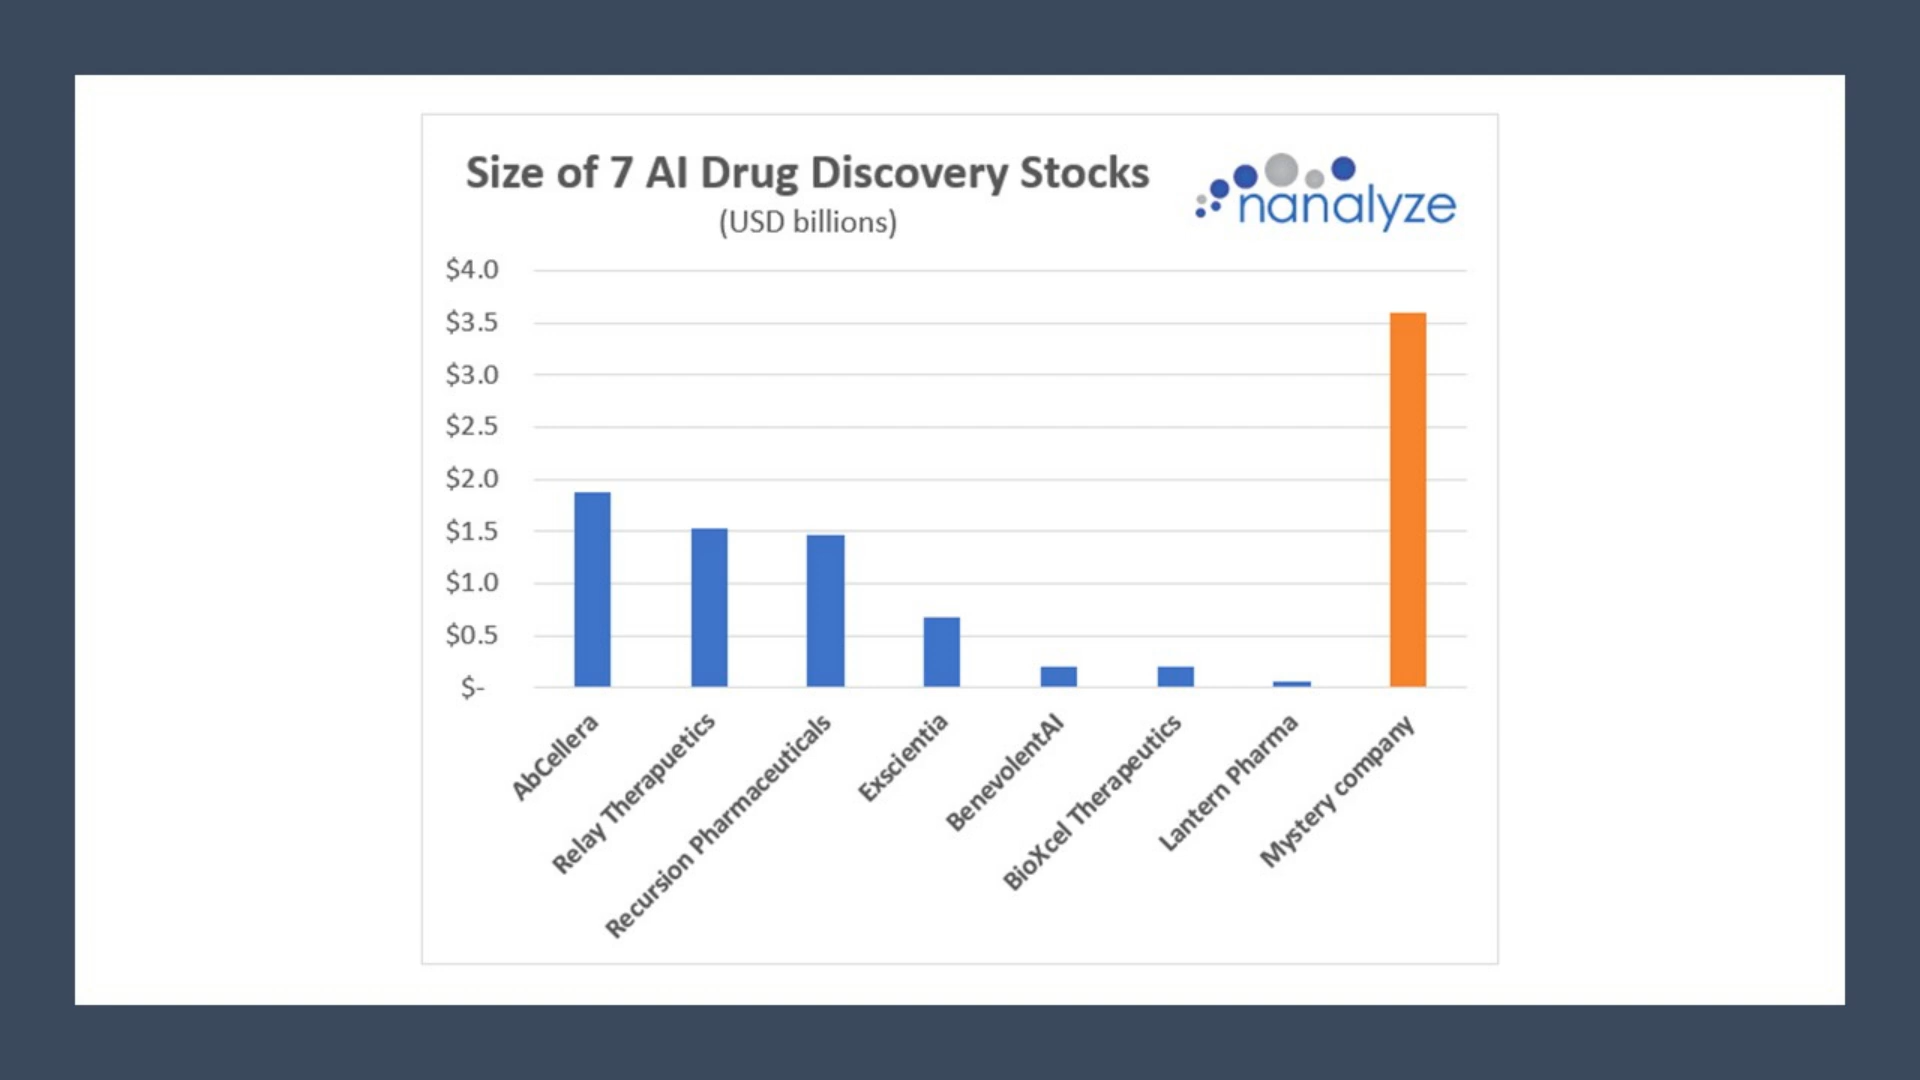 Size of 7 AI Drug Discovery Stocks
(USD billions)
nanalyze
$4.0
$3.5
$3.0
$2.5
$2.0
$1.5
$1.0
$0.5
$-
AbCellera
Relay Therapuetics
Recursion Pharmaceuticals
Exscientia
BenevolentAI
BioXcel Therapeutics
Lantern Pharma
Mystery company